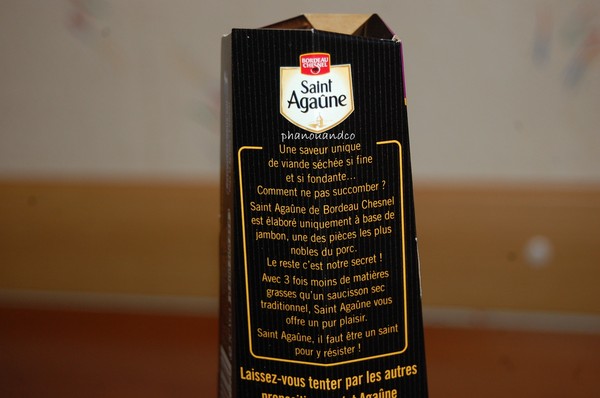 BORDEAU
CHESNEL
Saint
Agaûne
phanouandco
Une saveur unique
de viande séchée si fine
et si fondante...
Comment ne pas succomber ?
Saint Agaûne de Bordeau Chesnel
est élaboré uniquement à base de
jambon, une des pièces les plus
nobles du porc.
Le reste c'est notre secret !
Avec 3 fois moins de matières
grasses qu'un saucisson sec
traditionnel, Saint Agaûne vous
offre un pur plaisir.
Saint Agaûne, il faut être un saint
pour y résister !
Laissez-vous tenter par les autres
Agaûne